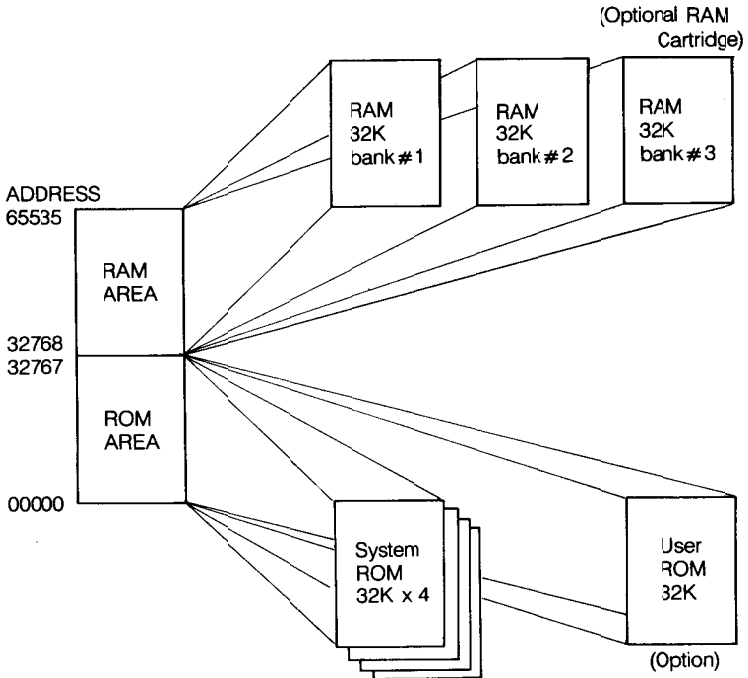 (Optional RAM
Cartridge)
RAM
32K
bank #1
RAM
32K
bank #2
RAM
32K
bank #3
ADDRESS
65535
RAM
AREA
32768
32767
ROM
AREA
00000
System
ROM
32K x 4
User
ROM
32K
(Option)